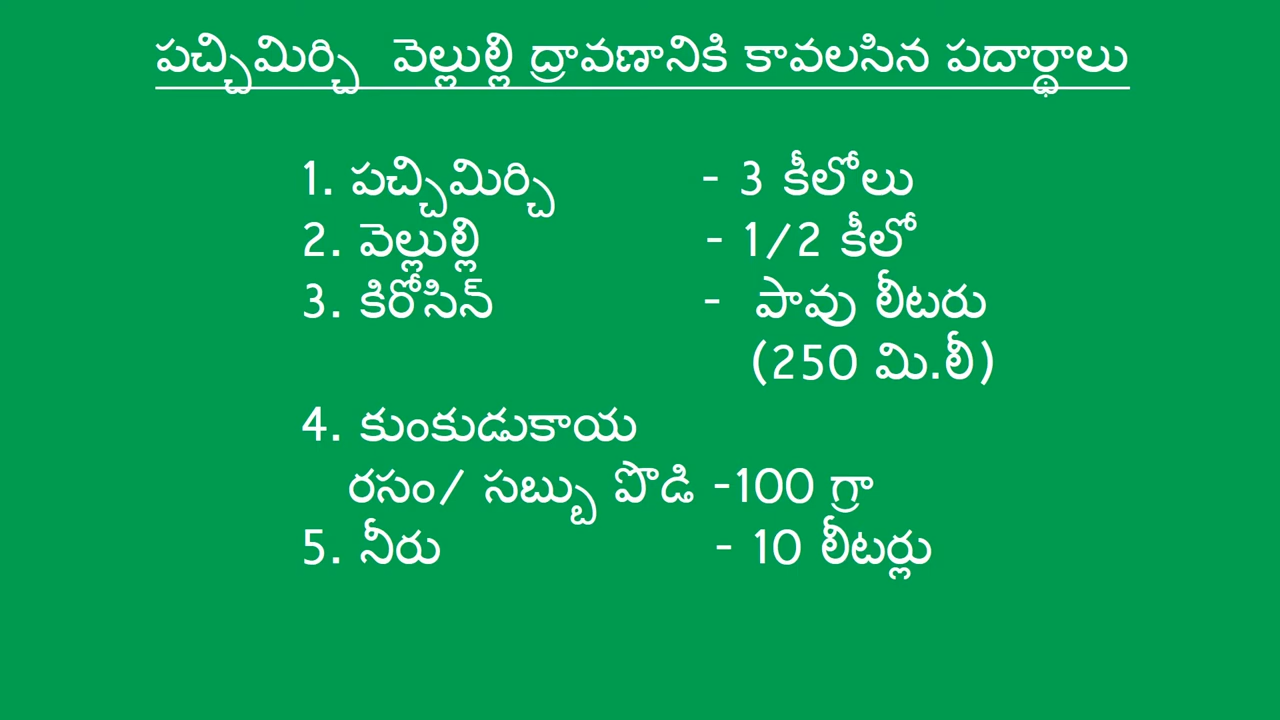 పచ్చిమిర్చి వెల్లుల్లి ద్రావణానికి కావలసిన పదార్థాలు
1. పచ్చిమిర్చి - 3 కీలోలు
2. వెల్లుల్లి - 1/2 కీలో
3. కిరోసిన్ - పావు లీటరు
(250 మి.లీ)
4. కుంకుడుకాయ
రసం/ సబ్బు పొడి -100 గ్రా
5. నీరు - 10 లీటర్లు